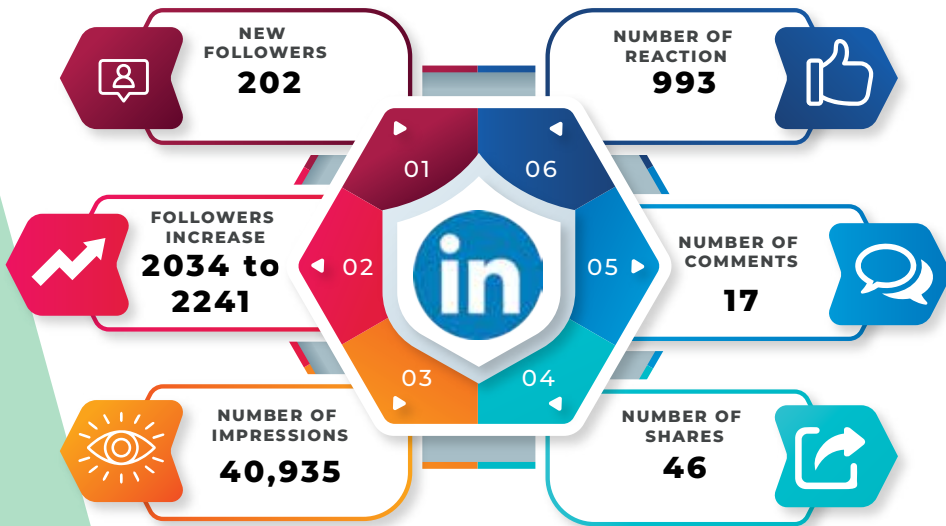 NEW
FOLLOWERS
202
NUMBER OF
REACTION
993
01
06
FOLLOWERS
INCREASE
2034 to
2241
02
in
05
NUMBER OF
COMMENTS
17
03
04
NUMBER OF
IMPRESSIONS
40,935
NUMBER OF
SHARES
46